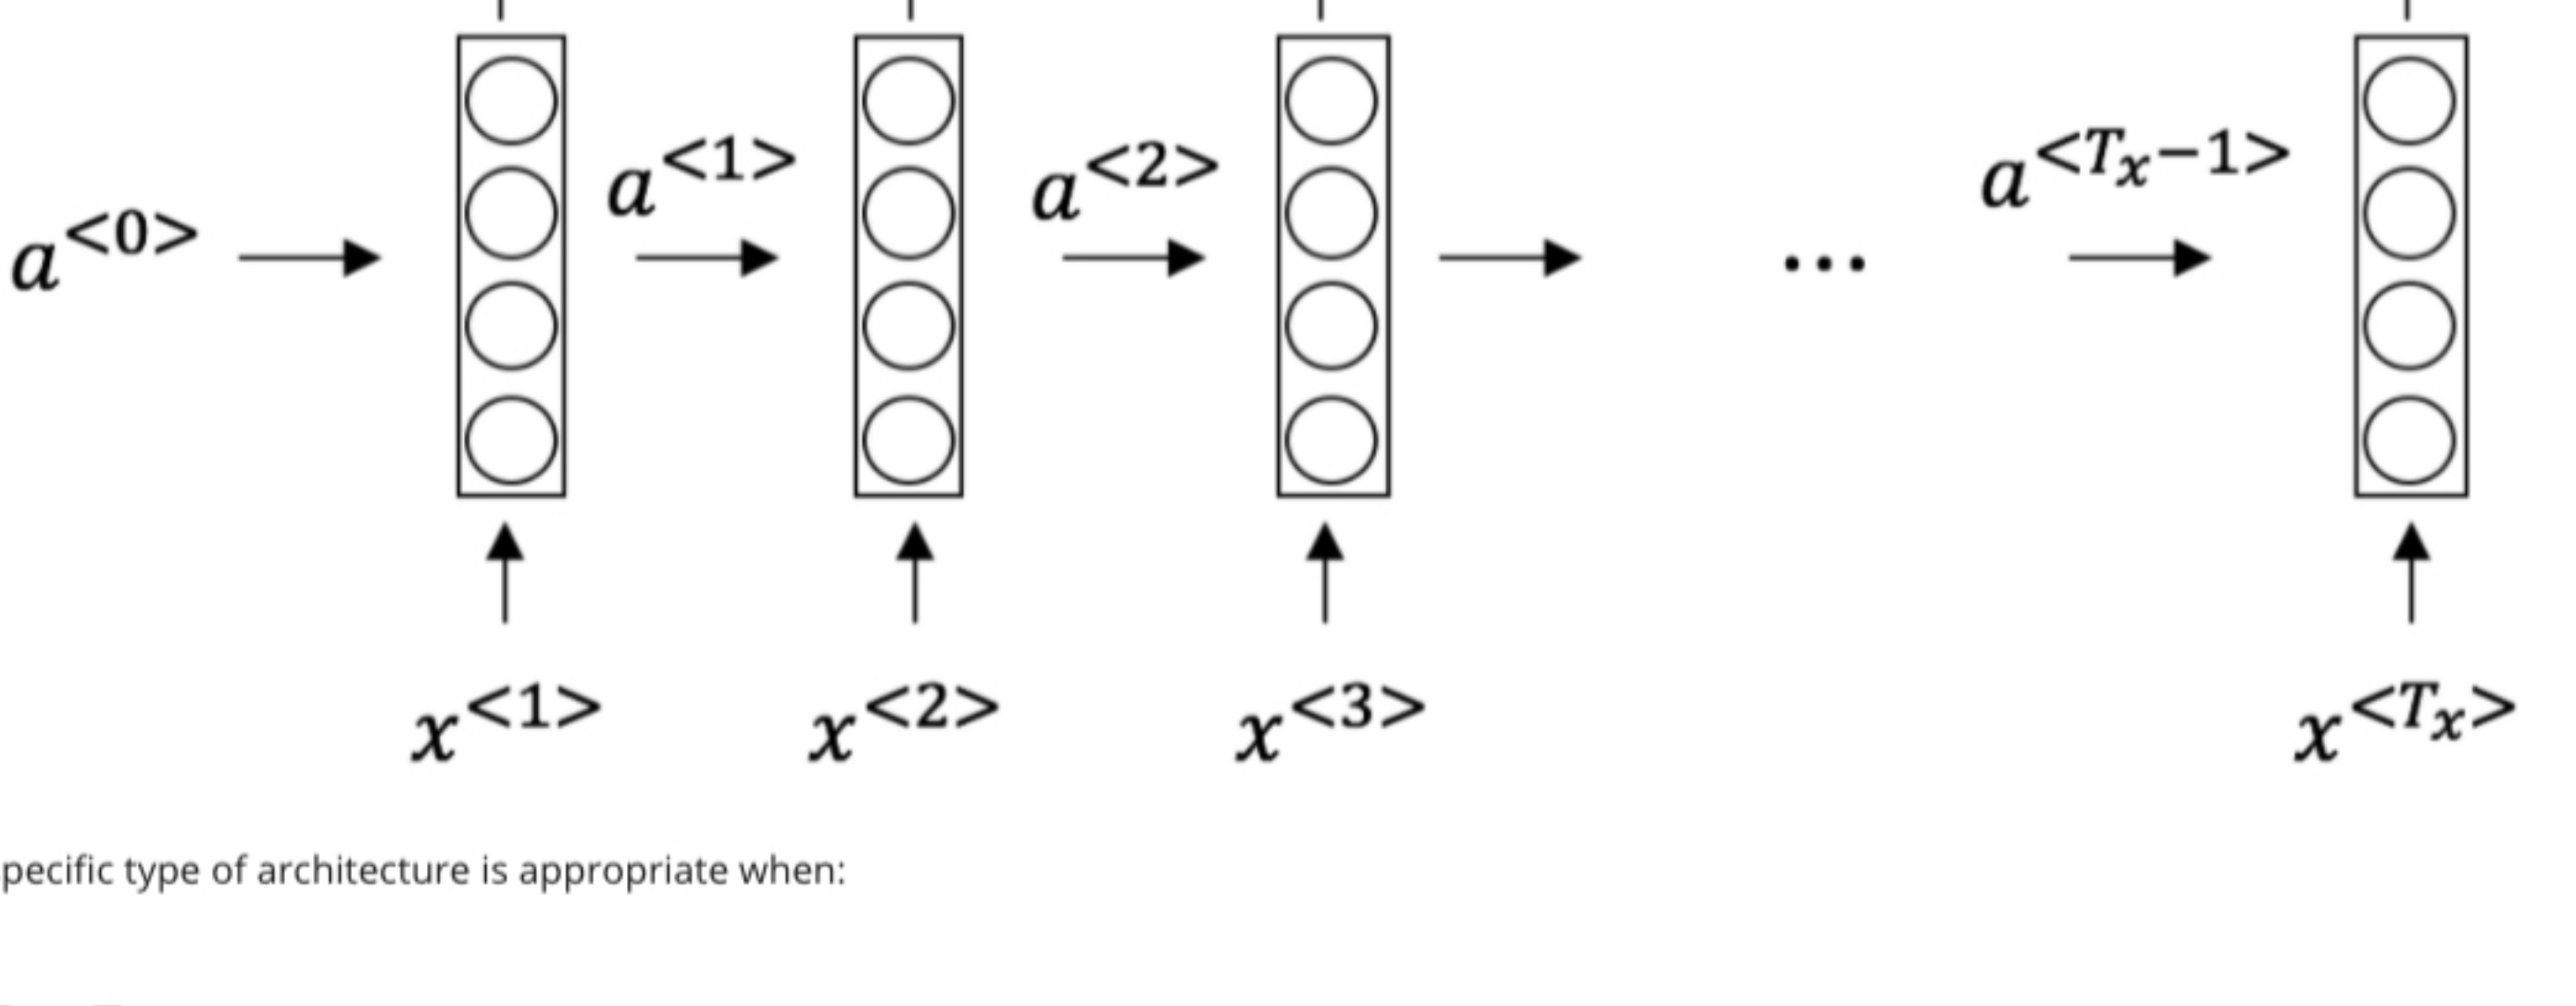 a<0> a<1> a<2> ... a<Tx−1>
x<1> x<2> x<3> x<Tx>
pecific type of architecture is appropriate when: